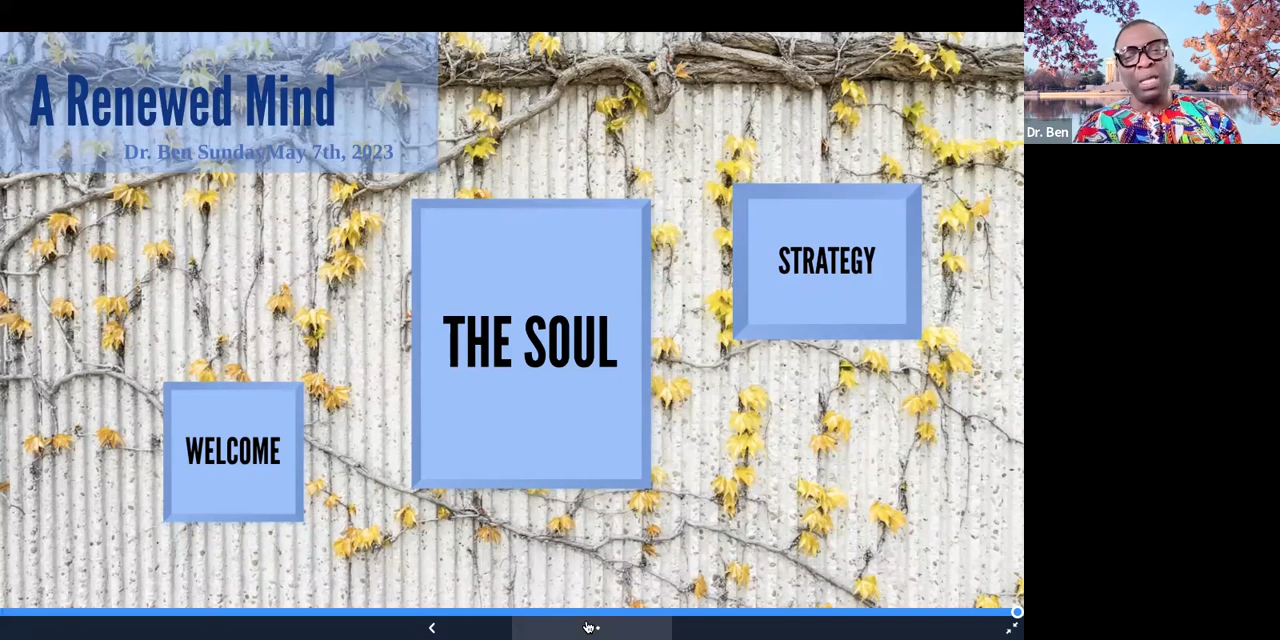 A Renewed Mind
Dr. Ben SundayMay 7th, 2023
THE SOUL
STRATEGY
WELCOME
Dr. Ben